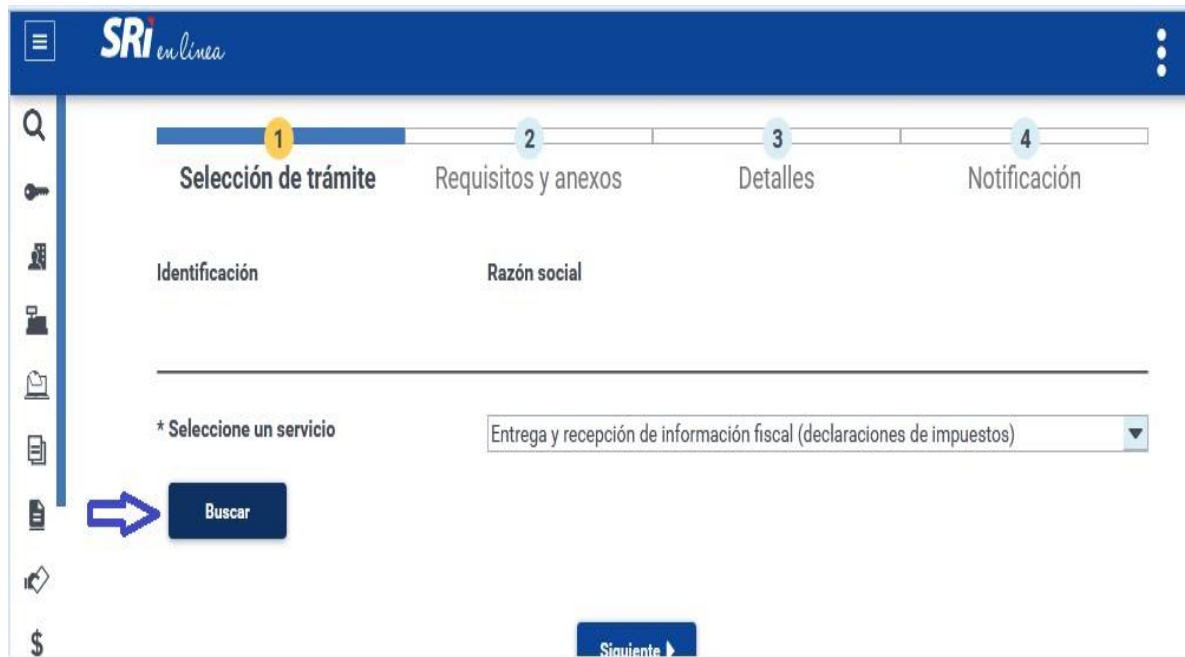 SRi en línea
1 2 3 4
Selección de trámite Requisitos y anexos Detalles Notificación
Identificación Razón social
* Seleccione un servicio Entrega y recepción de información fiscal (declaraciones de impuestos)
Buscar
$
Siguiente